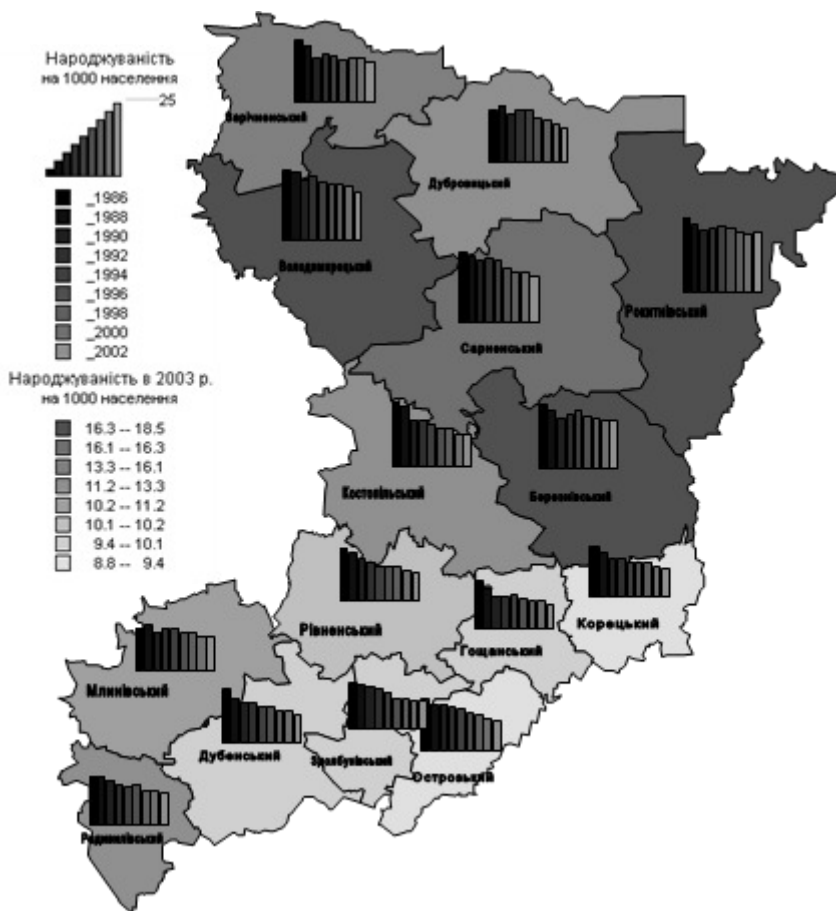 Народжуваність
на 1000 населення
25
_1986
_1988
_1990
_1992
_1994
_1996
_1998
_2000
_2002
Народжуваність в 2003 р.
на 1000 населення
16.3 -- 18.5
16.1 -- 16.3
13.3 -- 16.1
11.2 -- 13.3
10.2 -- 11.2
10.1 -- 10.2
9.4 -- 10.1
8.8 -- 9.4
Зарічненський
Дубровицький
Володимирецький
Рокитнівський
Сарненський
Костопільський
Березнівський
Рівненський
Гощанський
Корецький
Млинівський
Дубенський
Здолбунівський
Острозький
Радивилівський